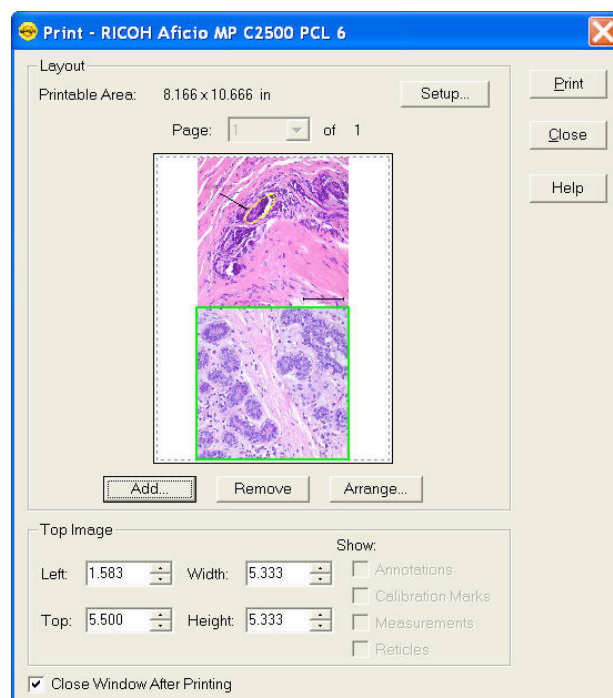 Print - RICOH Aficio MP C2500 PCL 6
Layout
Printable Area: 8.166 x 10.666 in
Setup...
Print
Page: 1 of 1
Close
Help
Add... Remove Arrange...
Top Image
Show:
Left: 1.583 Width: 5.333
Annotations
Calibration Marks
Top: 5.500 Height: 5.333
Measurements
Reticles
Close Window After Printing